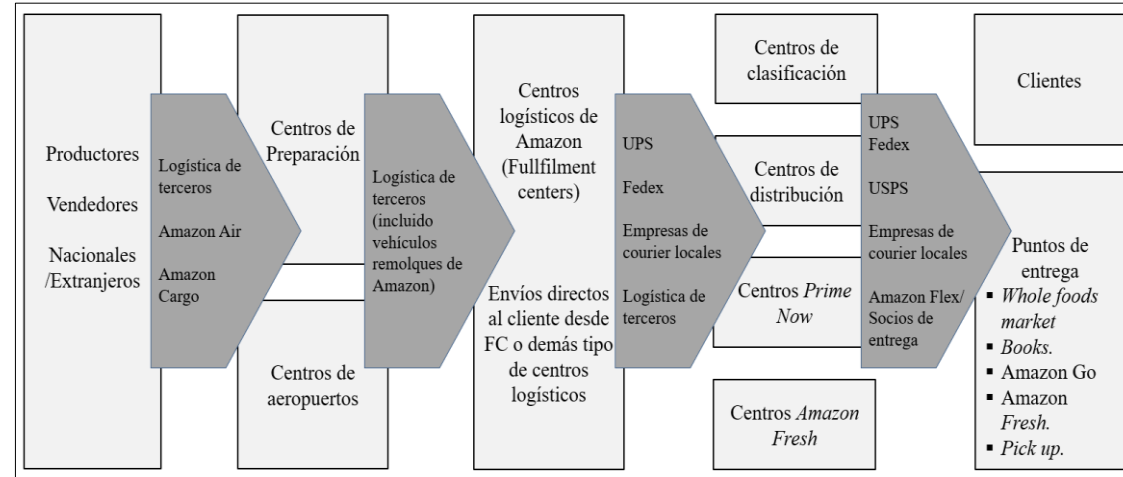 Productores
Vendedores
Nacionales
/Extranjeros
Logística de
terceros
Amazon Air
Amazon
Cargo
Centros de
Preparación
Centros de
aeropuertos
Logística de
terceros
(incluido
vehículos
remolques de
Amazon)
Centros
logísticos de
Amazon
(Fullfilment
centers)
Envíos directos
al cliente desde
FC o demás tipo
de centros
logísticos
UPS
Fedex
Empresas de
courier locales
Logística de
terceros
Centros de
clasificación
Centros de
distribución
Centros Prime
Now
Centros Amazon
Fresh
UPS
Fedex
USPS
Empresas de
courier locales
Amazon Flex/
Socios de
entrega
Clientes
Puntos de
entrega
▪ Whole foods
market
▪ Books.
▪ Amazon Go
▪ Amazon
Fresh.
▪ Pick up.